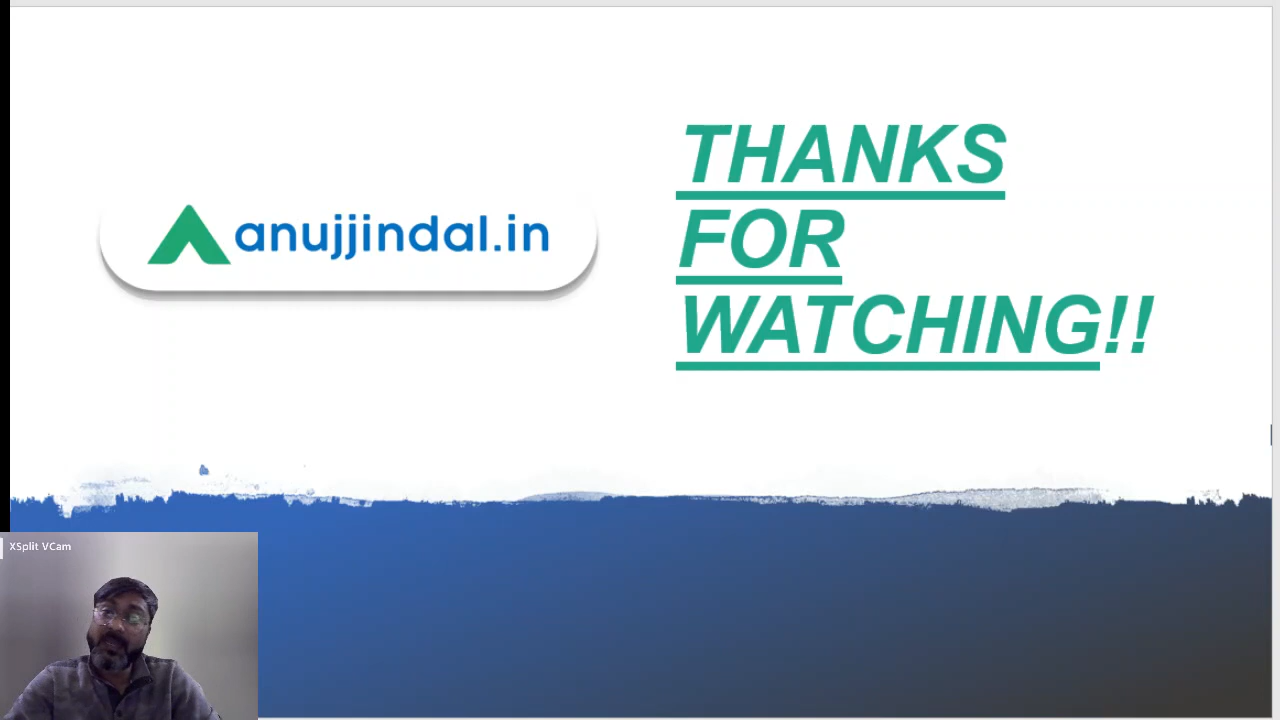 anujjindal.in
THANKS
FOR
WATCHING!!
XSplit VCam